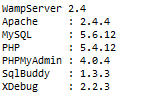 WampServer 2.4
Apache     : 2.4.4
MySQL      : 5.6.12
PHP        : 5.4.12
PHPMyAdmin : 4.0.4
SqlBuddy   : 1.3.3
XDebug     : 2.2.3